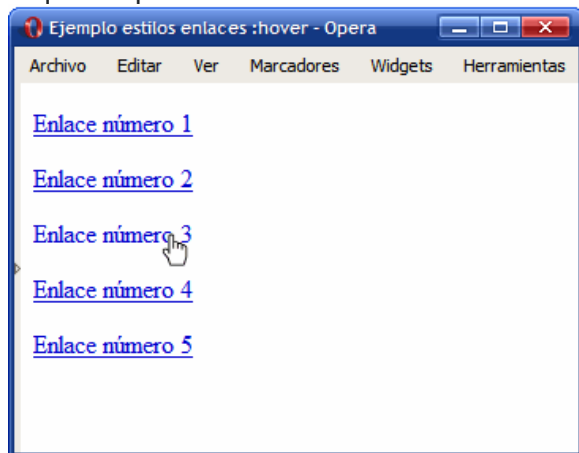 Ejemplo estilos enlaces :hover - Opera
Archivo Editar Ver Marcadores Widgets Herramientas
Enlace número 1
Enlace número 2
Enlace número 3
Enlace número 4
Enlace número 5